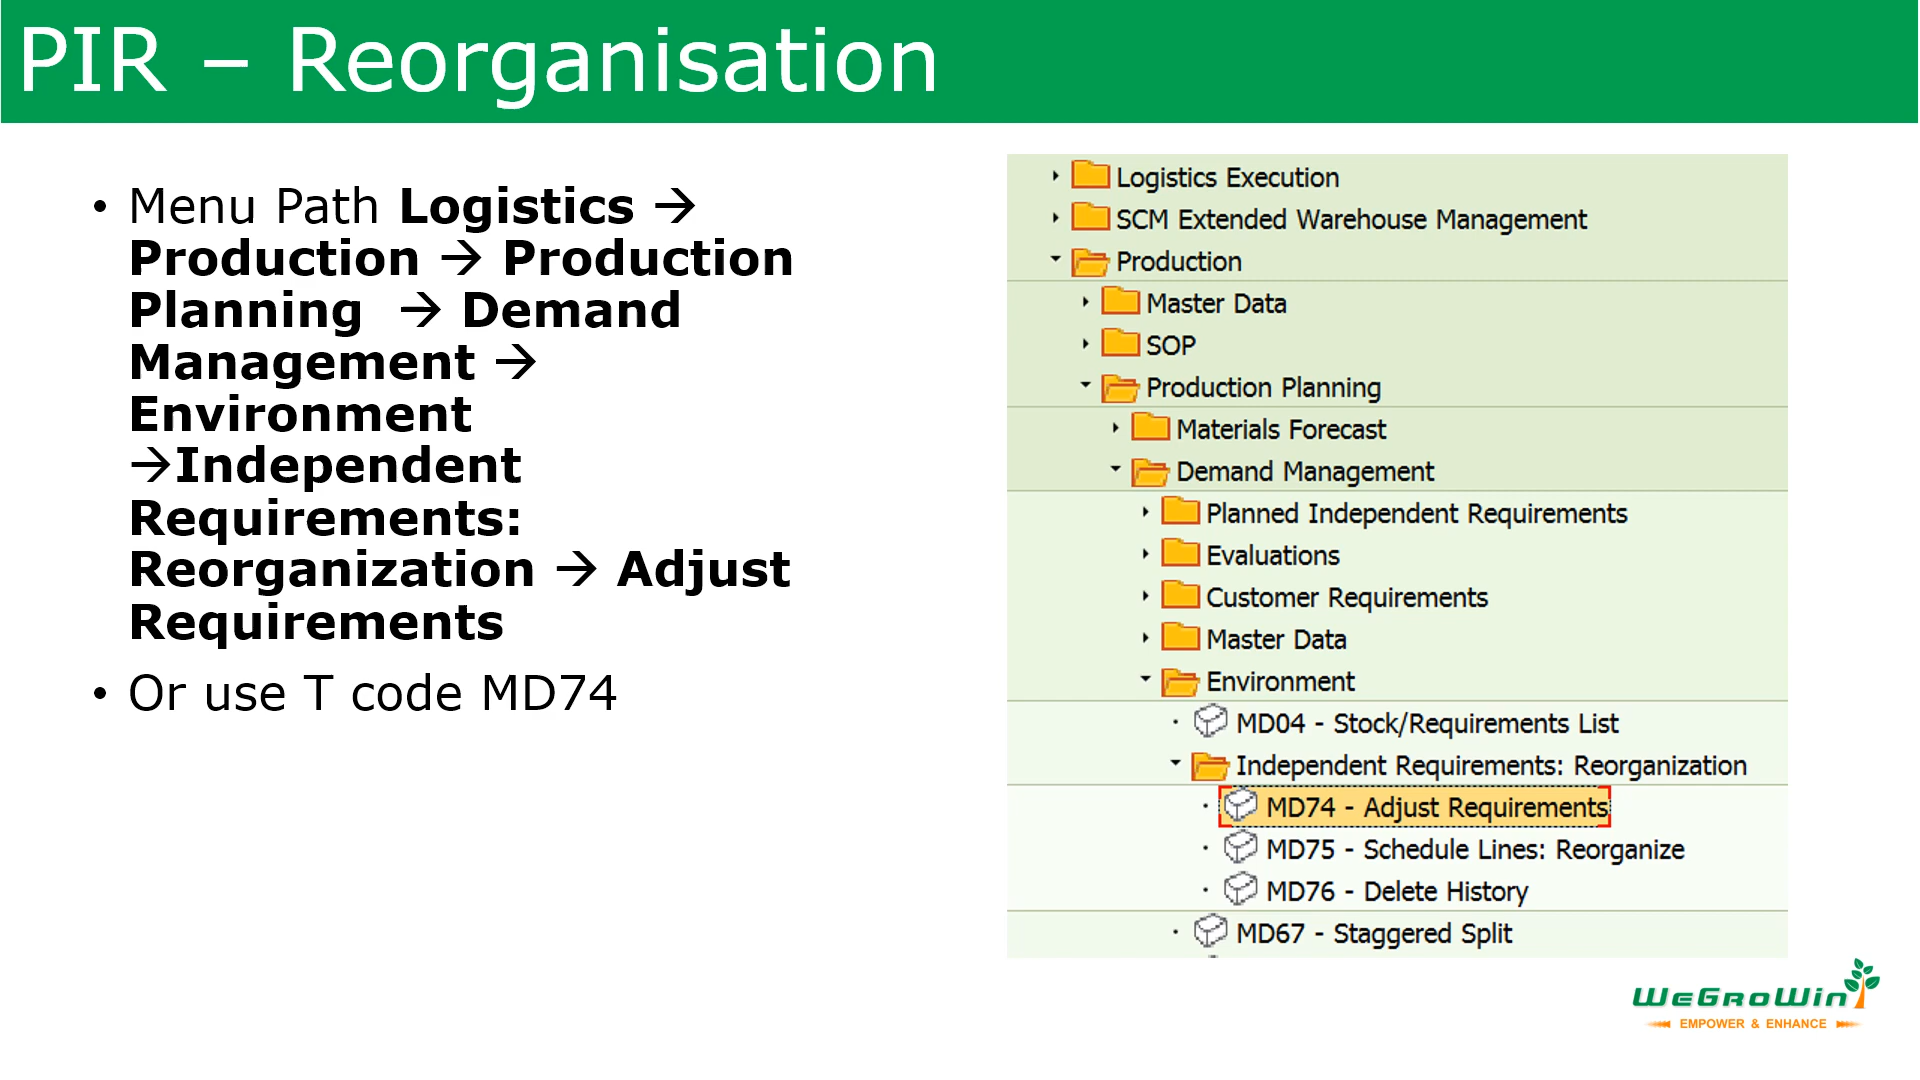 PIR – Reorganisation
• Menu Path Logistics →
Production → Production
Planning → Demand
Management →
Environment
→Independent
Requirements:
Reorganization → Adjust
Requirements
• Or use T code MD74
Logistics Execution
SCM Extended Warehouse Management
Production
Master Data
SOP
Production Planning
Materials Forecast
Demand Management
Planned Independent Requirements
Evaluations
Customer Requirements
Master Data
Environment
MD04 - Stock/Requirements List
Independent Requirements: Reorganization
MD74 - Adjust Requirements
MD75 - Schedule Lines: Reorganize
MD76 - Delete History
MD67 - Staggered Split
WeGroWin
EMPOWER & ENHANCE